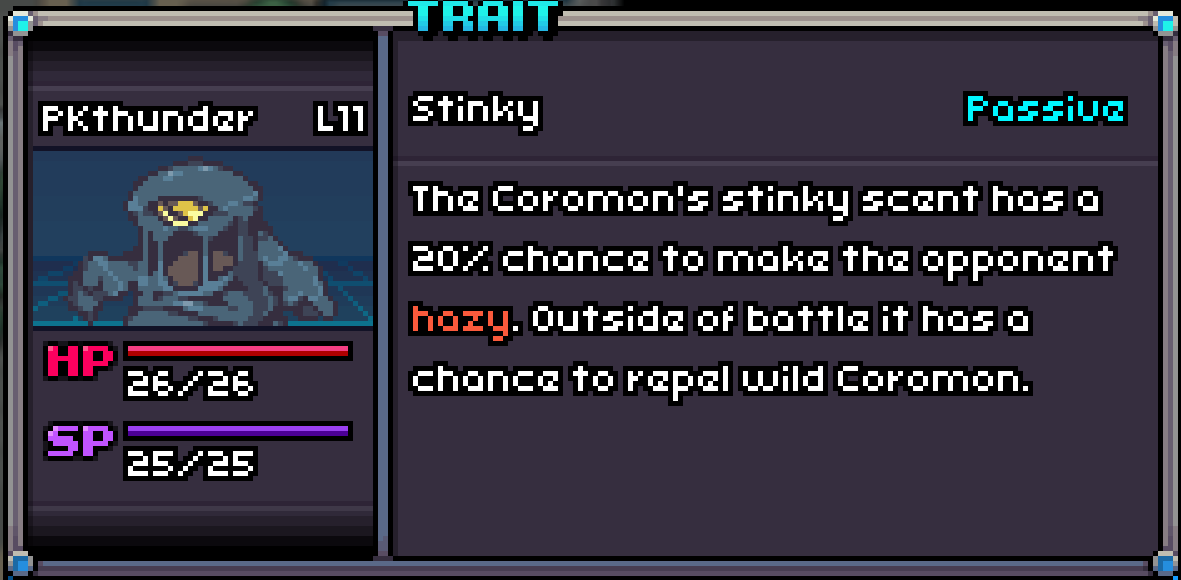 TRAIT
PKthunder L11
HP
26/26
SP
25/25
Stinky Passive
The Coromon's stinky scent has a
20% chance to make the opponent
hazy. Outside of battle it has a
chance to repel wild Coromon.